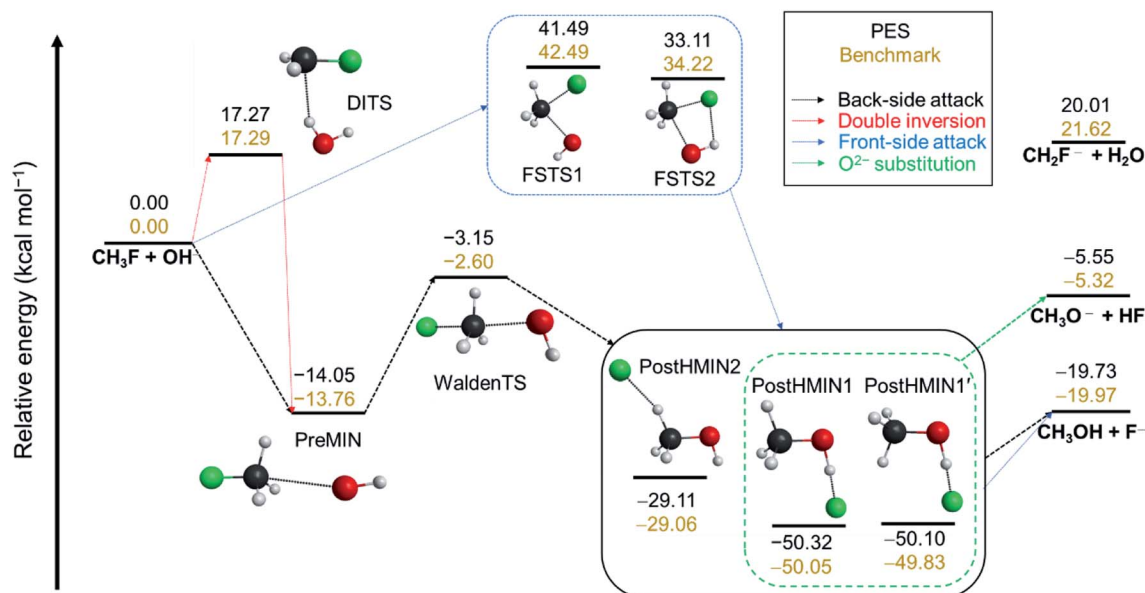 Relative energy (kcal mol⁻¹)
0.00
0.00
CH₃F + OH⁻
17.27
17.29
DITS
−14.05
−13.76
PreMIN
−3.15
−2.60
WaldenTS
41.49
42.49
FSTS1
33.11
34.22
FSTS2
PES
Benchmark
Back-side attack
Double inversion
Front-side attack
O²⁻ substitution
PostHMIN2
−29.11
−29.06
PostHMIN1
−50.32
−50.05
PostHMIN1′
−50.10
−49.83
20.01
21.62
CH₂F⁻ + H₂O
−5.55
−5.32
CH₃O⁻ + HF
−19.73
−19.97
CH₃OH + F⁻